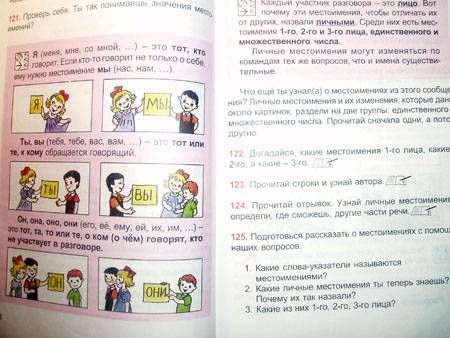 121. Проверь себя. Ты так понимаешь значения место-
имений?
Я (меня, мне, со мной, ...) – это тот, кто
говорит. Если кто-то говорит не только о себе,
ему нужно местоимение мы (нас, нам, ...).
Я
МЫ
Ты, вы (тебя, тебе, вас, вам, ...) – это тот или
те, к кому обращается говорящий.
ТЫ
ВЫ
Он, она, оно, они (его, её, ему, ей, их, им, ...) –
это тот, та, то или те, о ком (о чём) говорят, кто
не участвует в разговоре.
ОН
ОНИ
Каждый участник разговора – это лицо. Вот
почему эти местоимения, чтобы отличать их
от других, назвали личными. Среди них есть мес-
тоимения 1-го, 2-го и 3-го лица, единственного и
множественного числа.
Личные местоимения могут изменяться по
командам тех же вопросов, что и имена существи-
тельные.
Что ещё ты узнал(а) о местоимениях из этого сообще-
ния? Личные местоимения и их изменения, которые даны
около картинок, раздели на две группы: единственного
множественного числа. Прочитай сначала одни, а потом
другие.
122. Догадайся, какие местоимения 1-го лица, какие
2-го, а какие – 3-го.
123. Прочитай строки и узнай автора.
124. Прочитай отрывок. Узнай личные местоимения
определи, где сможешь, другие части речи.
125. Подготовься рассказать о местоимениях с помощ
наших вопросов.
1. Какие слова-указатели называются
местоимениями?
2. Какие личные местоимения ты теперь знаешь?
Почему их так назвали?
3. Какие из них 1-го, 2-го, 3-го лица?